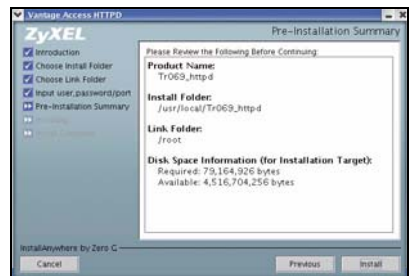 Vantage Access HTTPD
ZyXEL
Pre-Installation Summary
Introduction
Choose Install Folder
Choose Link Folder
Input user,password/port
Pre-Installation Summary
Please Review the Following Before Continuing:
Product Name:
Tr069_httpd
Install Folder:
/usr/local/Tr069_httpd
Link Folder:
/root
Disk Space Information (for Installation Target):
Required: 79,164,926 bytes
Available: 4,516,704,256 bytes
InstallAnywhere by Zero G
Cancel
Previous
Install